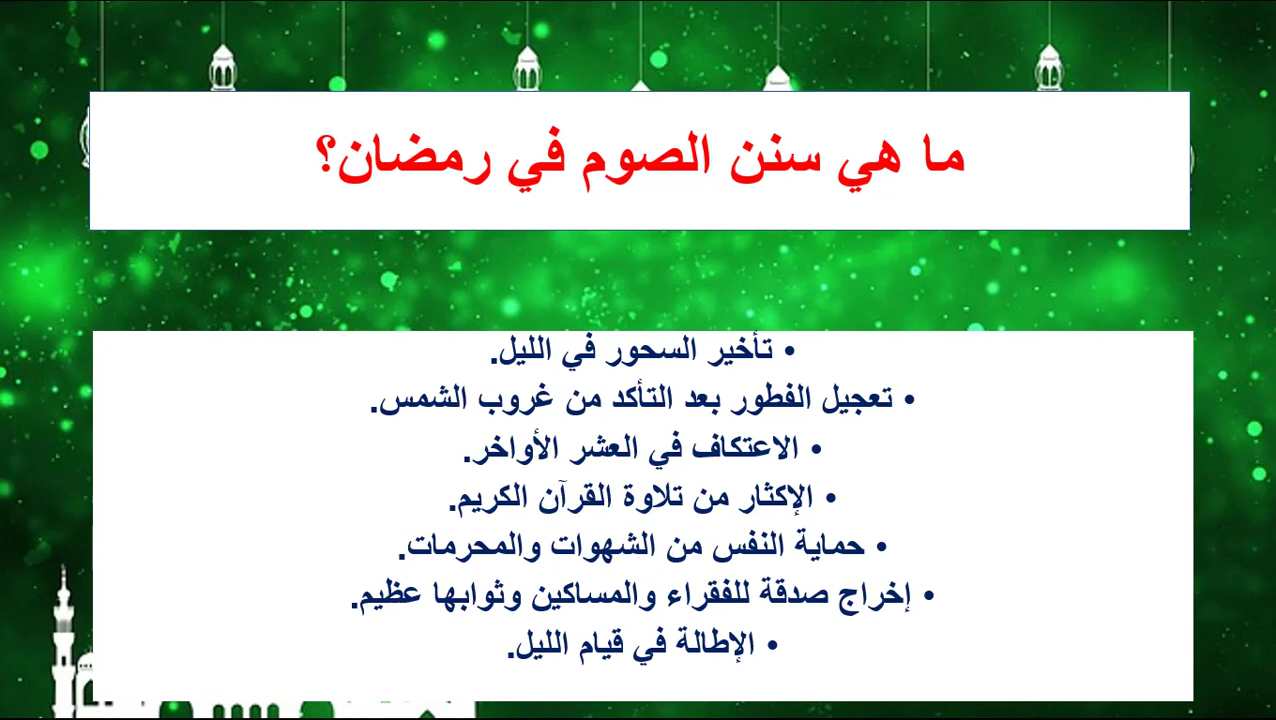 ما هي سنن الصوم في رمضان؟
• تأخير السحور في الليل.
• تعجيل الفطور بعد التأكد من غروب الشمس.
• الاعتكاف في العشر الأواخر.
• الإكثار من تلاوة القرآن الكريم.
• حماية النفس من الشهوات والمحرمات.
• إخراج صدقة للفقراء والمساكين وثوابها عظيم.
• الإطالة في قيام الليل.